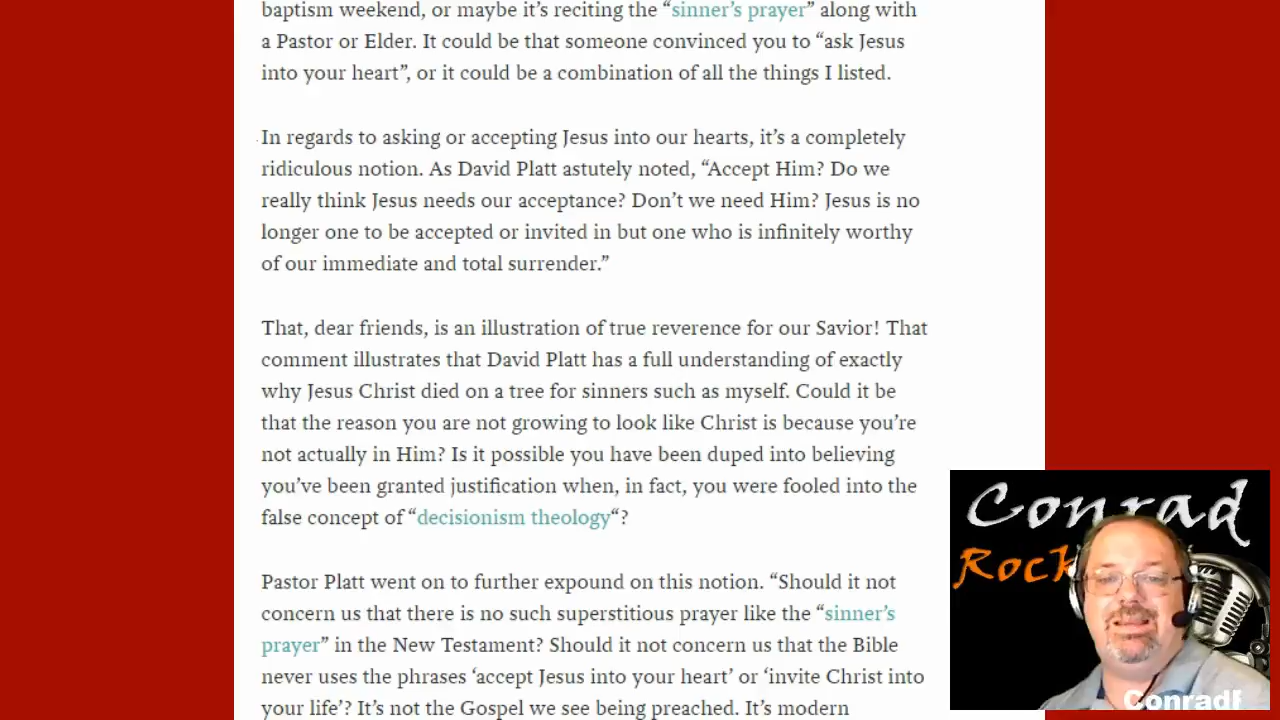 baptism weekend, or maybe it’s reciting the “sinner’s prayer” along with
a Pastor or Elder. It could be that someone convinced you to “ask Jesus
into your heart”, or it could be a combination of all the things I listed.
In regards to asking or accepting Jesus into our hearts, it’s a completely
ridiculous notion. As David Platt astutely noted, “Accept Him? Do we
really think Jesus needs our acceptance? Don’t we need Him? Jesus is no
longer one to be accepted or invited in but one who is infinitely worthy
of our immediate and total surrender.”
That, dear friends, is an illustration of true reverence for our Savior! That
comment illustrates that David Platt has a full understanding of exactly
why Jesus Christ died on a tree for sinners such as myself. Could it be
that the reason you are not growing to look like Christ is because you’re
not actually in Him? Is it possible you have been duped into believing
you’ve been granted justification when, in fact, you were fooled into the
false concept of “decisionism theology“?
Pastor Platt went on to further expound on this notion. “Should it not
concern us that there is no such superstitious prayer like the “sinner’s
prayer” in the New Testament? Should it not concern us that the Bible
never uses the phrases ‘accept Jesus into your heart’ or ‘invite Christ into
your life’? It’s not the Gospel we see being preached. It’s modern
Conrad
Rock